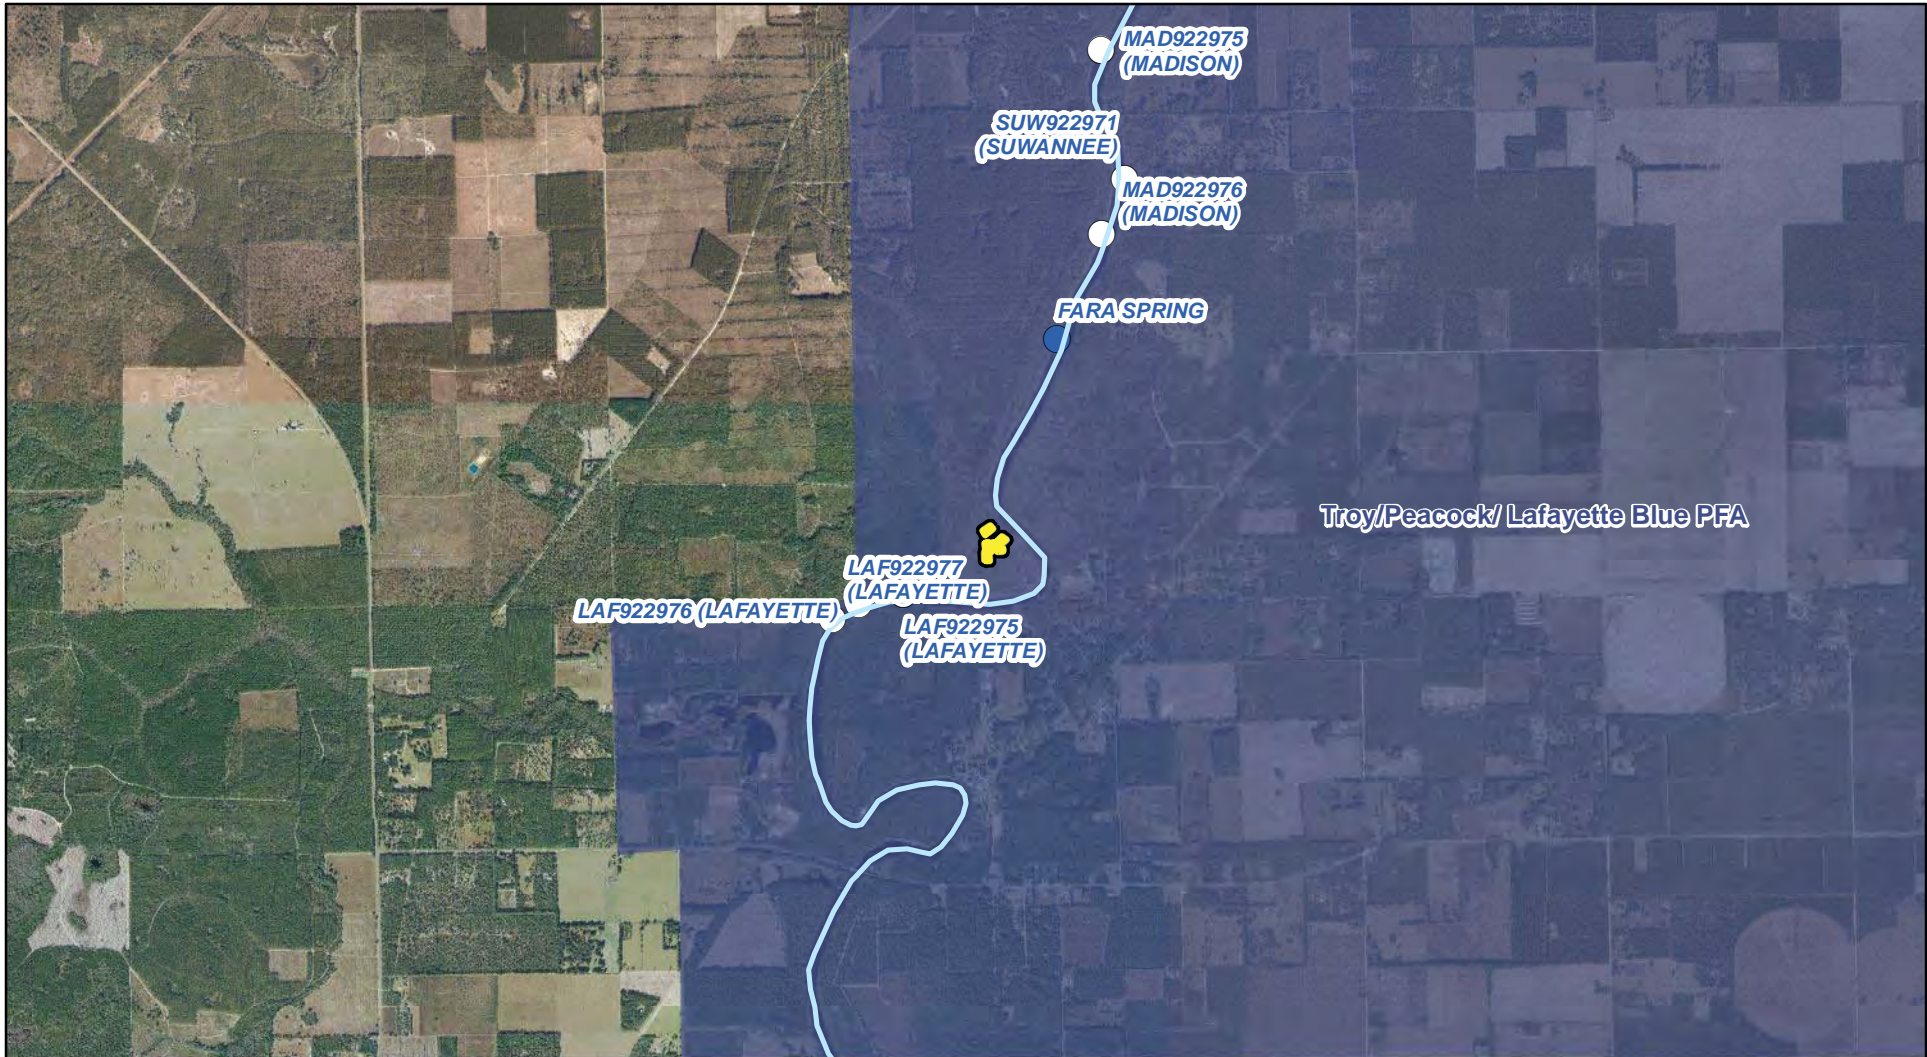 MAD922975
(MADISON)
SUW922971
(SUWANNEE)
MAD922976
(MADISON)
FARA SPRING
Troy/Peacock/ Lafayette Blue PFA
LAF922977
(LAFAYETTE)
LAF922976 (LAFAYETTE)
LAF922975
(LAFAYETTE)